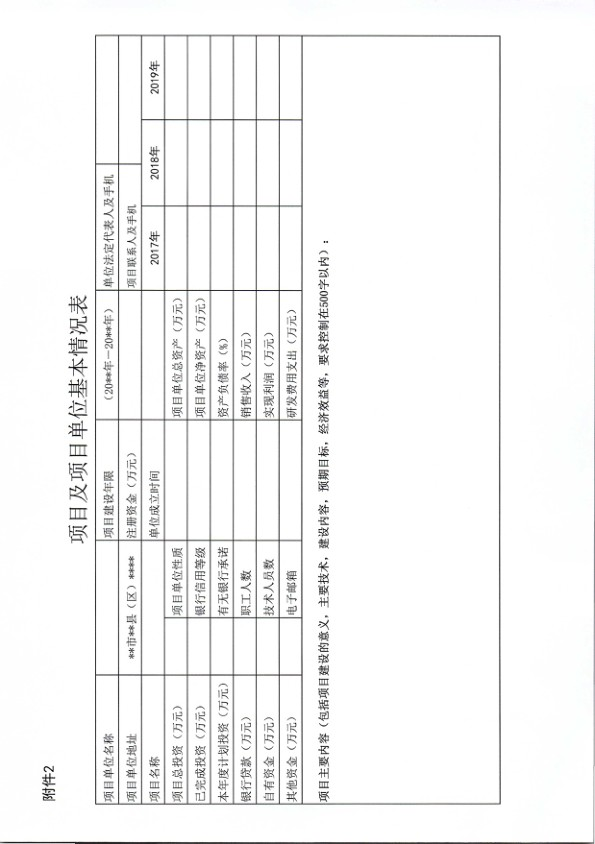 附件2
项目及项目单位基本情况表
项目单位名称 项目建设年限 （20**年－20**年） 单位法定代表人及手机
项目单位地址 **市**县（区）**** 注册资金（万元） 项目联系人及手机
项目名称 单位成立时间 2017年 2018年 2019年
项目总投资（万元） 项目单位性质 项目单位总资产（万元）
已完成投资（万元） 银行信用等级 项目单位净资产（万元）
本年度计划投资（万元） 有无银行承诺 资产负债率（%）
银行贷款（万元） 职工人数 销售收入（万元）
自有资金（万元） 技术人员数 实现利润（万元）
其他资金（万元） 电子邮箱 研发费用支出（万元）
项目主要内容（包括项目建设的意义，主要技术，建设内容，预期目标，经济效益等，要求控制在500字以内）：